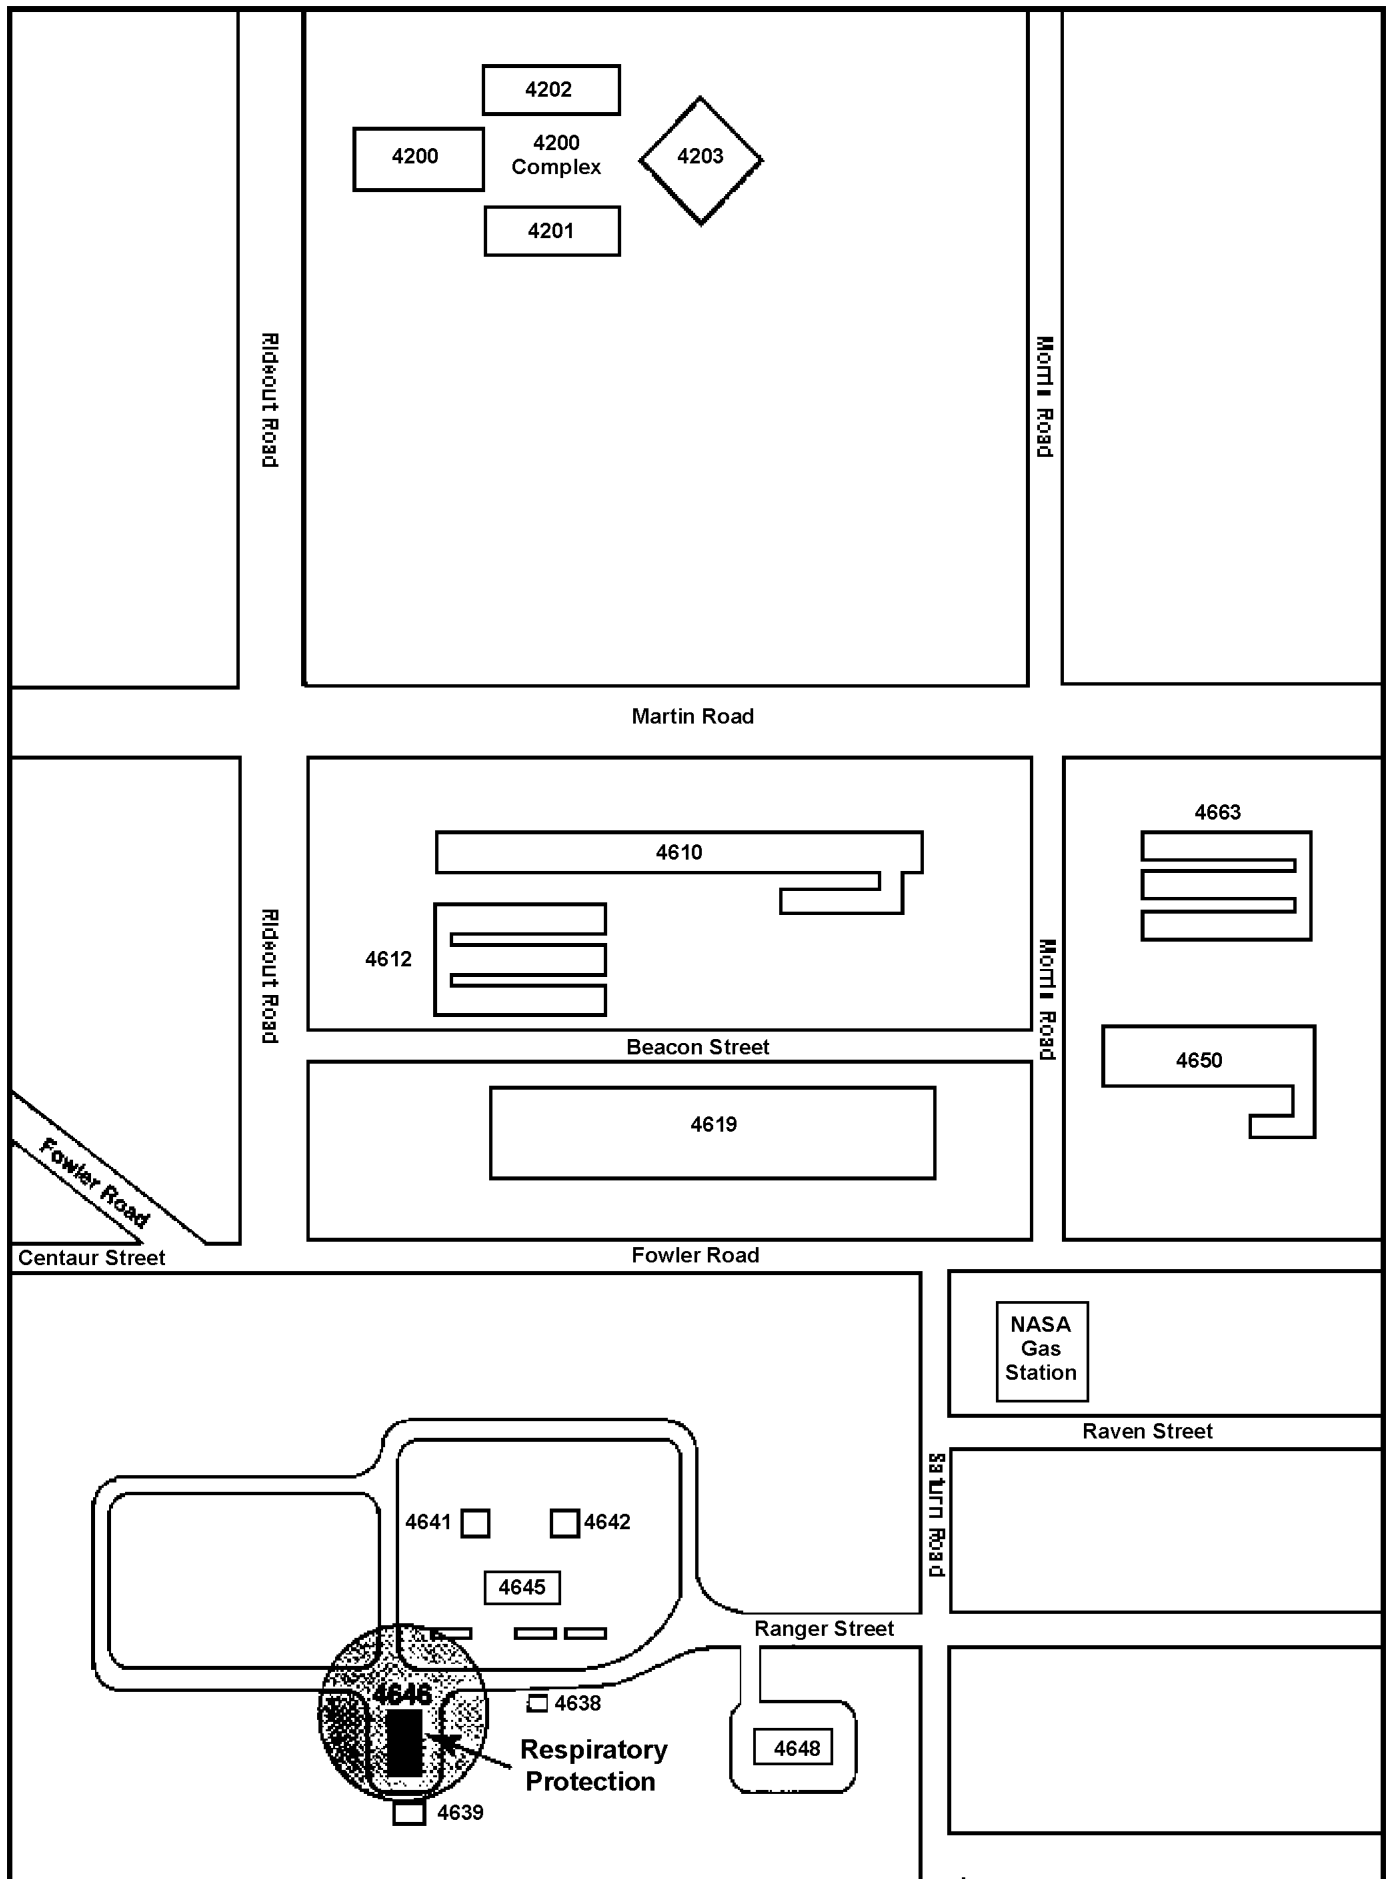 4202
4200
4200
Complex
4203
4201
Rideout Road
Morris Road
Martin Road
4663
4610
4612
Rideout Road
Morris Road
Beacon Street
4650
4619
Fowler Road
Centaur Street
Fowler Road
NASA
Gas
Station
Raven Street
Saturn Road
4641
4642
4645
Ranger Street
4646
4638
4648
Respiratory
Protection
4639